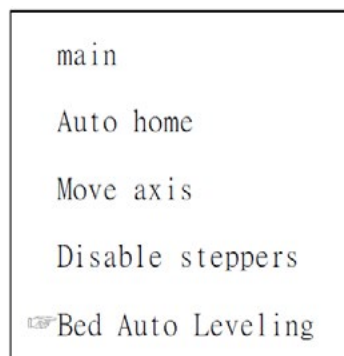 main
Auto home
Move axis
Disable steppers
Bed Auto Leveling